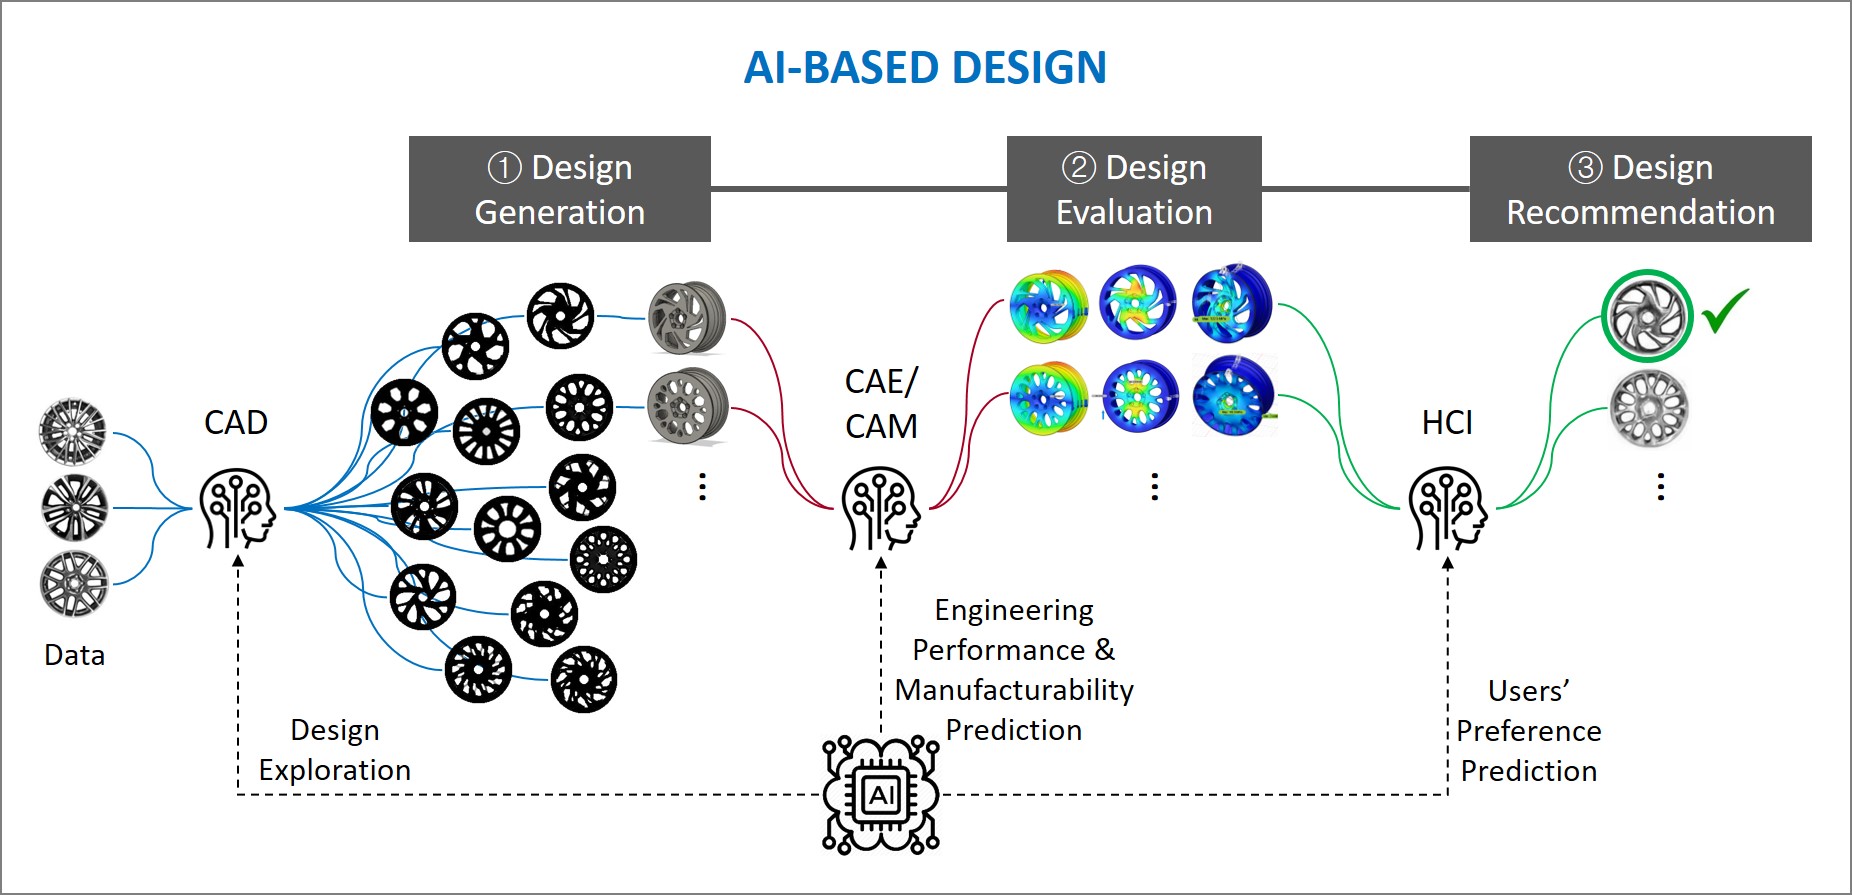 AI-BASED DESIGN
① Design
Generation
② Design
Evaluation
③ Design
Recommendation
CAD
CAE/
CAM
HCI
Data
Design
Exploration
Engineering
Performance &
Manufacturability
Prediction
Users’
Preference
Prediction
AI